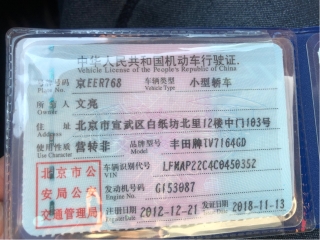 中华人民共和国机动车行驶证
Vehicle License of the People's Republic of China
号牌号码 京EER768 车辆类型 小型轿车
Plate No. Vehicle Type
所有人 文亮
住址 北京市宣武区白纸坊北里12楼中门103号
使用性质 营转非 品牌型号 丰田牌TV7164GD
Use Character Model
北京市公安局公安交通管理局
车辆识别代号 LFMAP22C4C0450352
VIN
发动机号码 G153087
注册日期 2012-12-21 发证日期 2018-11-13